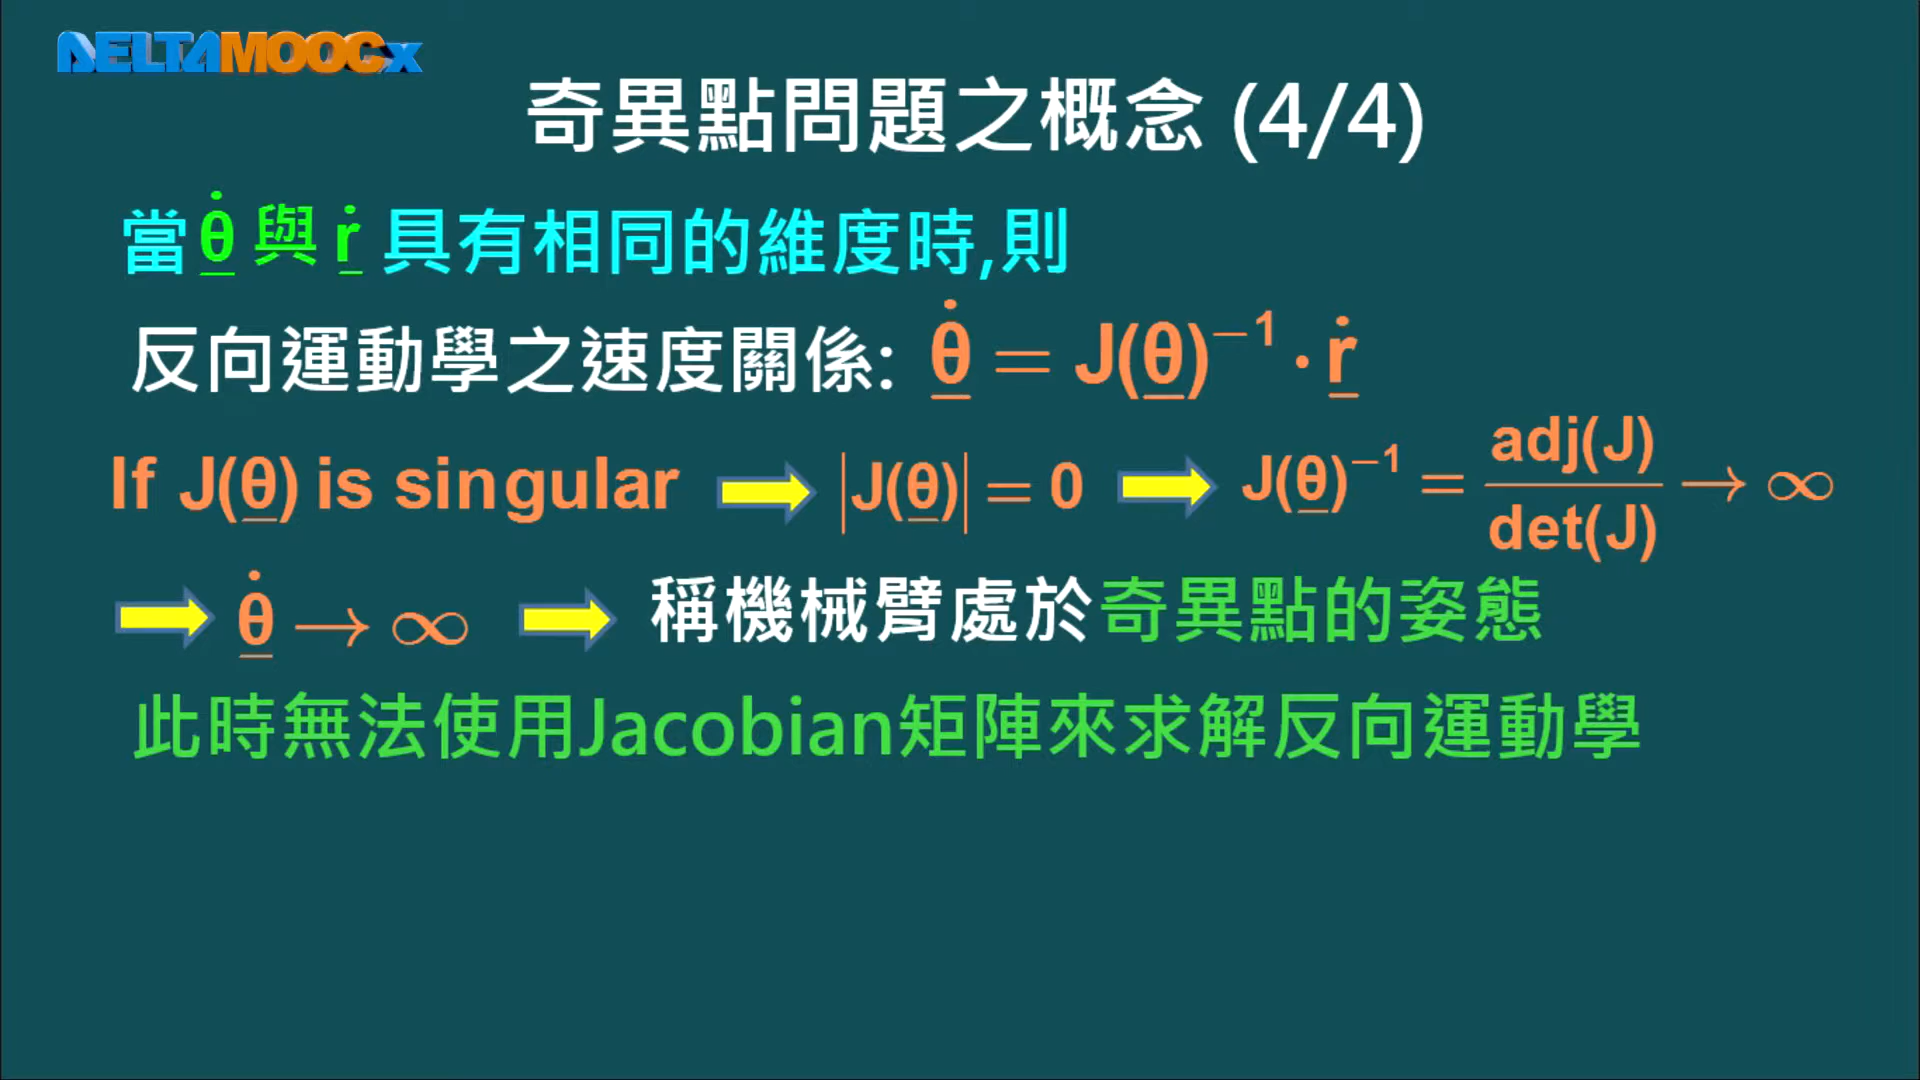 DELTAMOOCx
奇異點問題之概念 (4/4)
當 θ̲̇ 與 ṙ̲ 具有相同的維度時,則
反向運動學之速度關係: θ̲̇ = J(θ̲)⁻¹ · ṙ̲
If J(θ̲) is singular ➡ |J(θ̲)| = 0 ➡ J(θ̲)⁻¹ = adj(J) / det(J) → ∞
➡ θ̲̇ → ∞ ➡ 稱機械臂處於奇異點的姿態
此時無法使用Jacobian矩陣來求解反向運動學